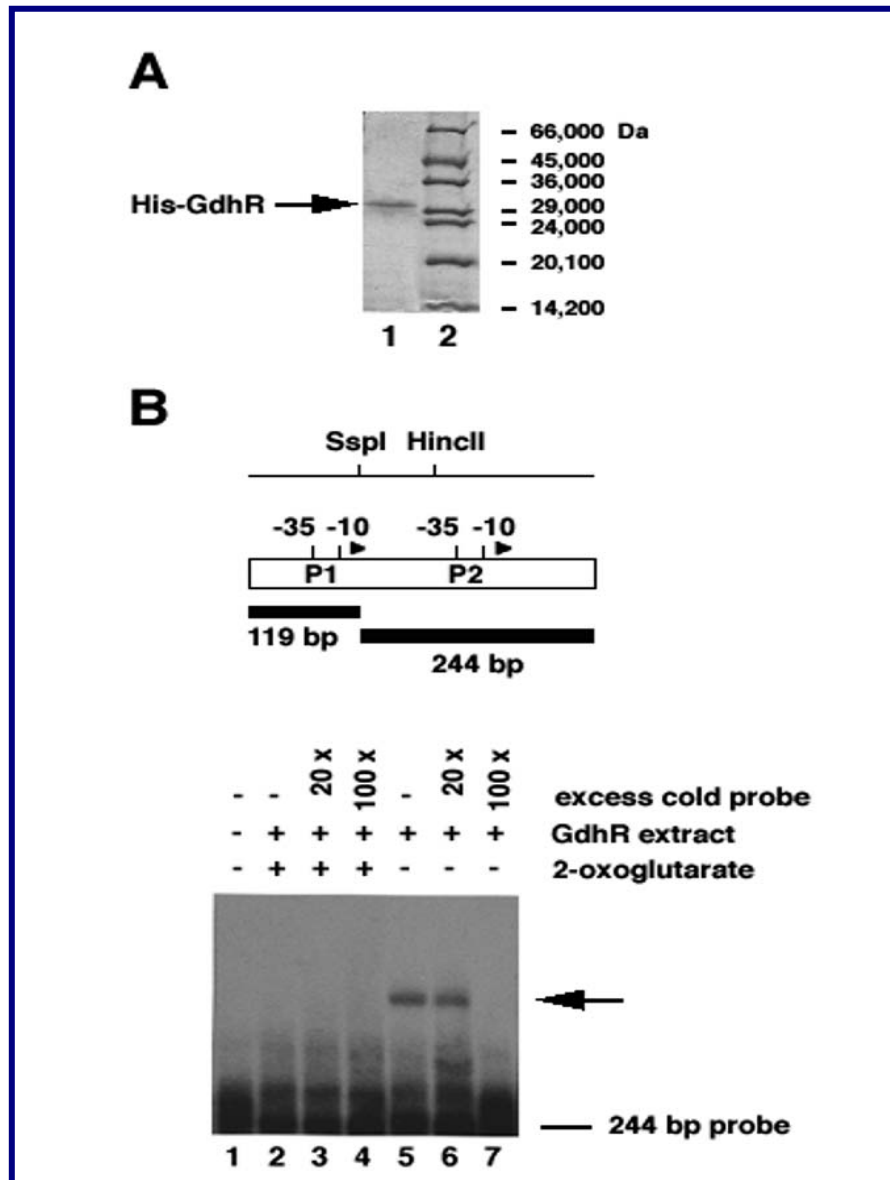 A
66,000 Da
45,000
36,000
His-GdhR
29,000
24,000
20,100
14,200
1 2
B
SspI HincII
-35 -10 -35 -10
P1 P2
119 bp
244 bp
- - 20 x 100 x - 20 x 100 x excess cold probe
- + + + + + + GdhR extract
- + + + - - - 2-oxoglutarate
244 bp probe
1 2 3 4 5 6 7